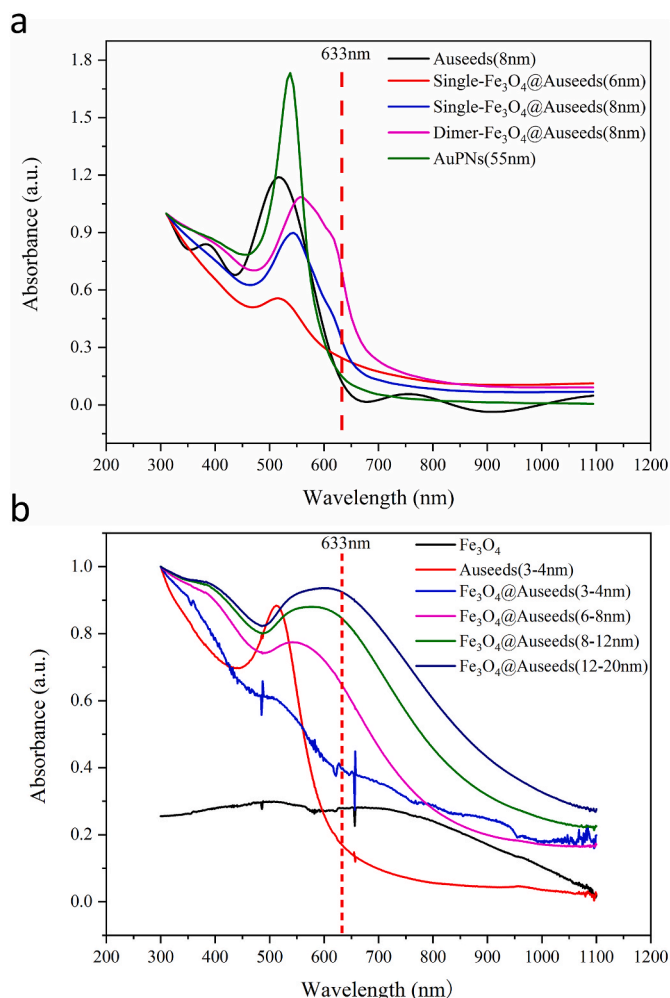 a
633nm
Auseeds(8nm)
Single-Fe₃O₄@Auseeds(6nm)
Single-Fe₃O₄@Auseeds(8nm)
Dimer-Fe₃O₄@Auseeds(8nm)
AuPNs(55nm)
1.8
1.5
1.2
0.9
0.6
0.3
0.0
Absorbance (a.u.)
200 300 400 500 600 700 800 900 1000 1100 1200
Wavelength (nm)
b
633nm
Fe₃O₄
Auseeds(3-4nm)
Fe₃O₄@Auseeds(3-4nm)
Fe₃O₄@Auseeds(6-8nm)
Fe₃O₄@Auseeds(8-12nm)
Fe₃O₄@Auseeds(12-20nm)
1.0
0.8
0.6
0.4
0.2
0.0
Absorbance (a.u.)
200 300 400 500 600 700 800 900 1000 1100 1200
Wavelength (nm）